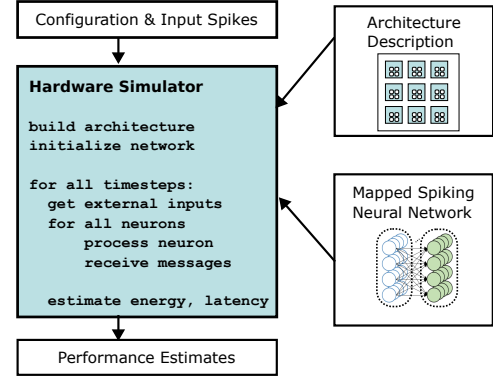 Configuration & Input Spikes
Hardware Simulator
build architecture
initialize network
for all timesteps:
get external inputs
for all neurons
process neuron
receive messages
estimate energy, latency
Performance Estimates
Architecture
Description
Mapped Spiking
Neural Network